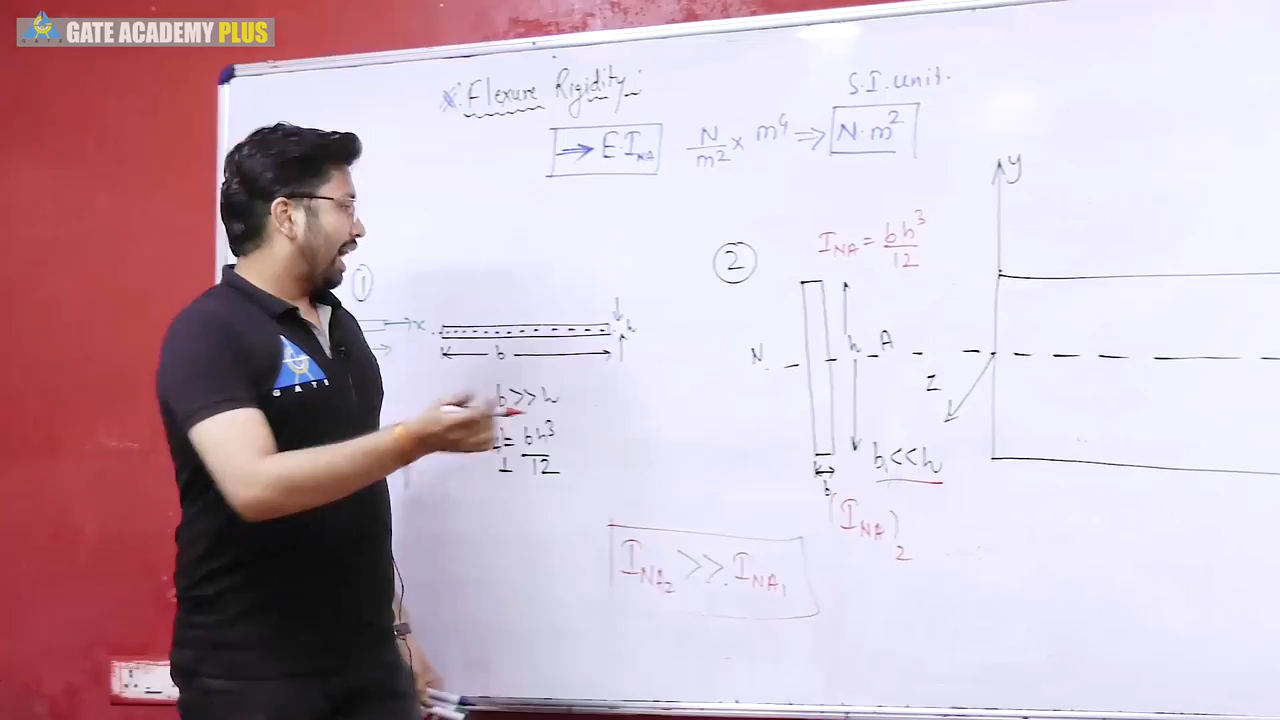 GATE ACADEMY PLUS
Flexure Rigidity :
S.I. unit.
→ E·I_NA
N/m² × m⁴ ⇒ N·m²
y
②
I_NA = bh³/12
①
x
h
b
N
A
h
z
b >> h
b << h
bh³/12
b
(I_NA)₂
I_NA₂ >> I_NA₁
GATE